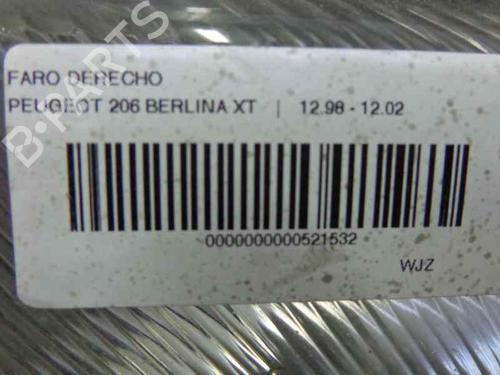 B-PARTS
FARO DERECHO
PEUGEOT 206 BERLINA XT | 12.98 - 12.02
0000000000521532
WJZ